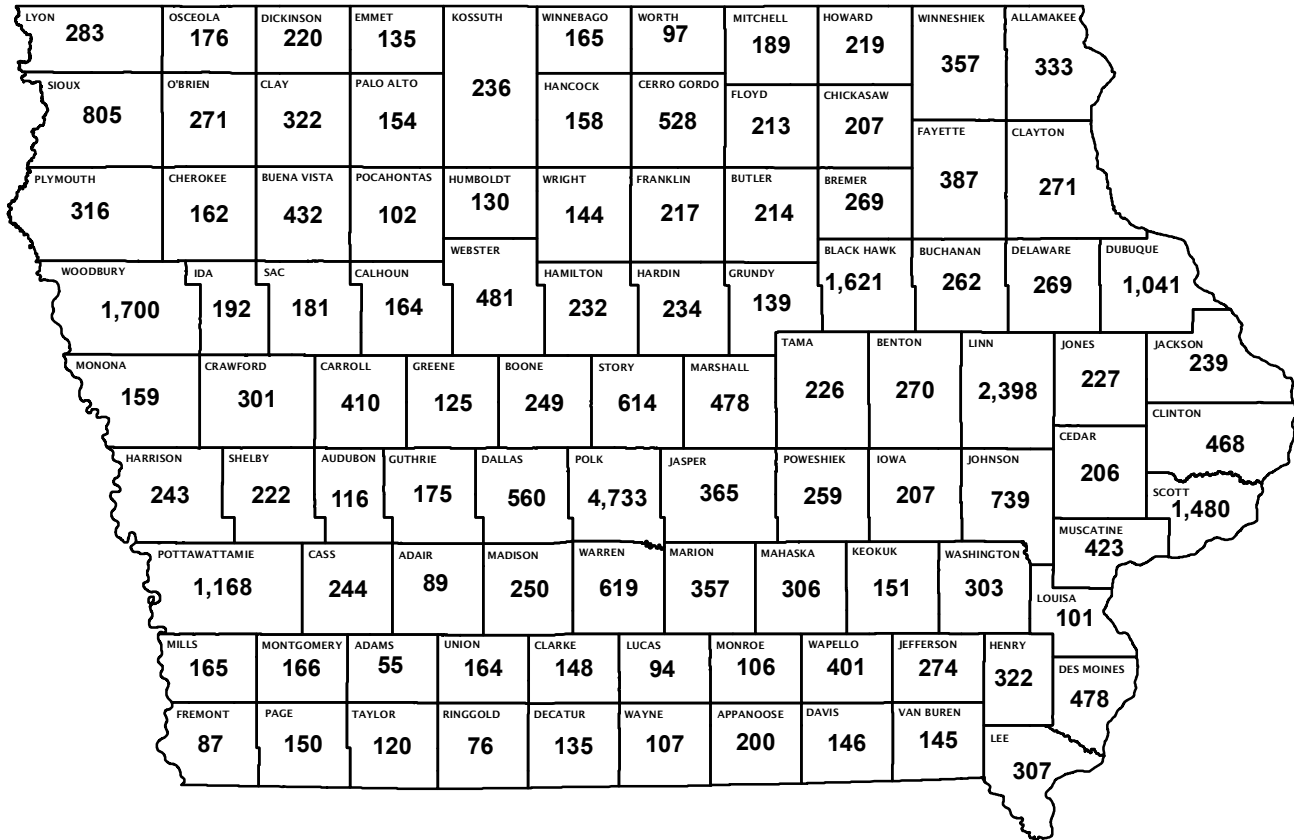 LYON
283
OSCEOLA
176
DICKINSON
220
EMMET
135
KOSSUTH
236
WINNEBAGO
165
WORTH
97
MITCHELL
189
HOWARD
219
WINNESHIEK
357
ALLAMAKEE
333
SIOUX
805
O'BRIEN
271
CLAY
322
PALO ALTO
154
HANCOCK
158
CERRO GORDO
528
FLOYD
213
CHICKASAW
207
FAYETTE
387
CLAYTON
271
PLYMOUTH
316
CHEROKEE
162
BUENA VISTA
432
POCAHONTAS
102
HUMBOLDT
130
WRIGHT
144
FRANKLIN
217
BUTLER
214
BREMER
269
WOODBURY
1,700
IDA
192
SAC
181
CALHOUN
164
WEBSTER
481
HAMILTON
232
HARDIN
234
GRUNDY
139
BLACK HAWK
1,621
BUCHANAN
262
DELAWARE
269
DUBUQUE
1,041
MONONA
159
CRAWFORD
301
CARROLL
410
GREENE
125
BOONE
249
STORY
614
MARSHALL
478
TAMA
226
BENTON
270
LINN
2,398
JONES
227
JACKSON
239
CLINTON
468
CEDAR
206
HARRISON
243
SHELBY
222
AUDUBON
116
GUTHRIE
175
DALLAS
560
POLK
4,733
JASPER
365
POWESHIEK
259
IOWA
207
JOHNSON
739
SCOTT
1,480
MUSCATINE
423
POTTAWATTAMIE
1,168
CASS
244
ADAIR
89
MADISON
250
WARREN
619
MARION
357
MAHASKA
306
KEOKUK
151
WASHINGTON
303
LOUISA
101
MILLS
165
MONTGOMERY
166
ADAMS
55
UNION
164
CLARKE
148
LUCAS
94
MONROE
106
WAPELLO
401
JEFFERSON
274
HENRY
322
DES MOINES
478
FREMONT
87
PAGE
150
TAYLOR
120
RINGGOLD
76
DECATUR
135
WAYNE
107
APPANOOSE
200
DAVIS
146
VAN BUREN
145
LEE
307